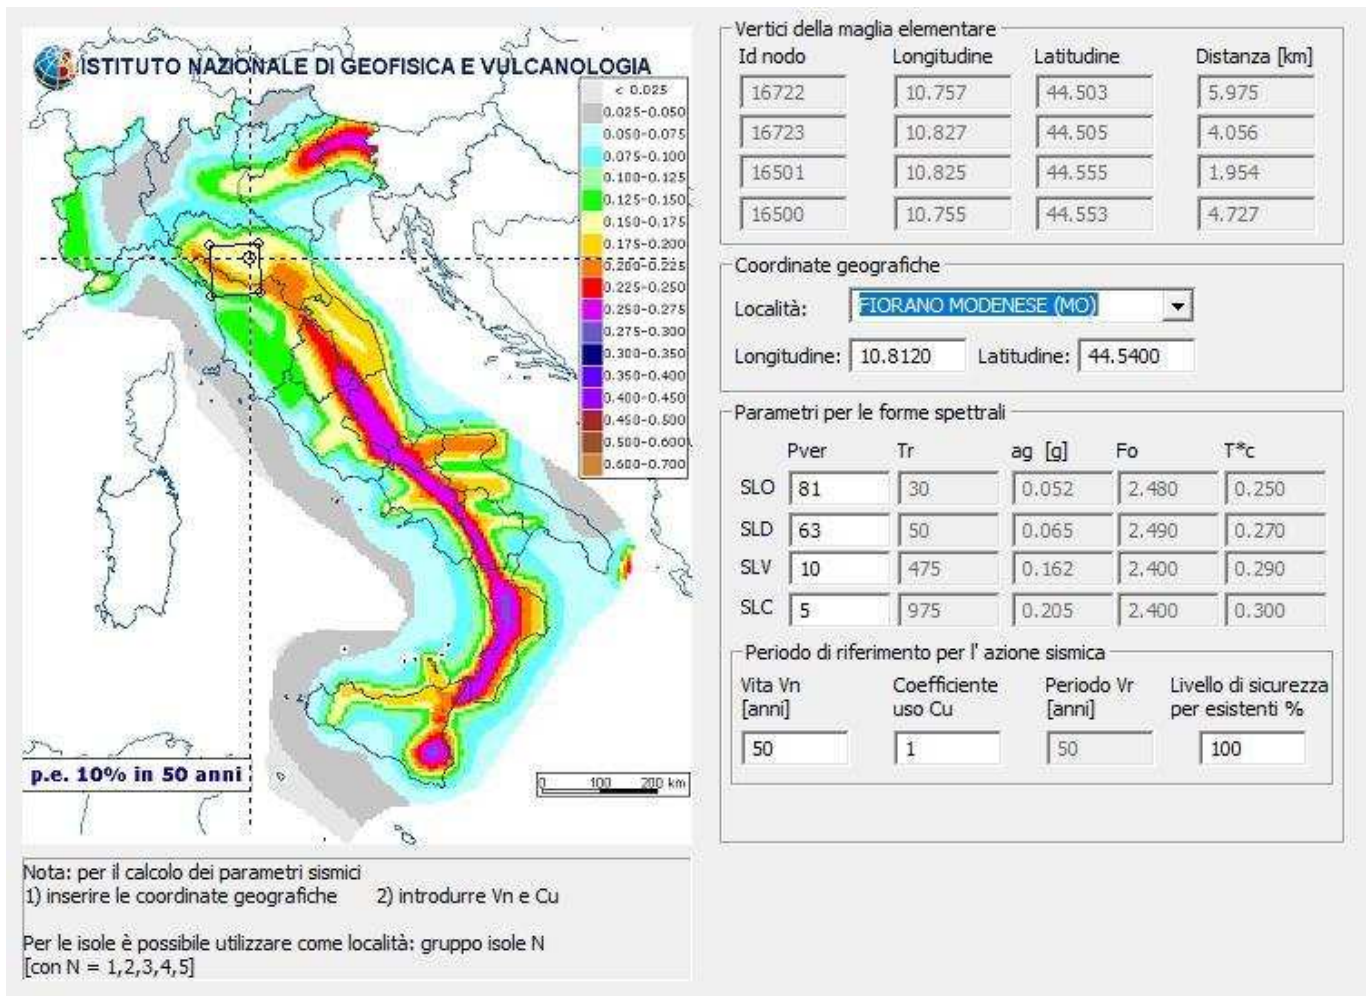 ISTITUTO NAZIONALE DI GEOFISICA E VULCANOLOGIA
< 0.025
0.025-0.050
0.050-0.075
0.075-0.100
0.100-0.125
0.125-0.150
0.150-0.175
0.175-0.200
0.200-0.225
0.225-0.250
0.250-0.275
0.275-0.300
0.300-0.350
0.350-0.400
0.400-0.450
0.450-0.500
0.500-0.600
0.600-0.700
p.e. 10% in 50 anni
0 100 200 km
Nota: per il calcolo dei parametri sismici
1) inserire le coordinate geografiche 2) introdurre Vn e Cu
Per le isole è possibile utilizzare come località: gruppo isole N
[con N = 1,2,3,4,5]
Vertici della maglia elementare
Id nodo Longitudine Latitudine Distanza [km]
16722 10.757 44.503 5.975
16723 10.827 44.505 4.056
16501 10.825 44.555 1.954
16500 10.755 44.553 4.727
Coordinate geografiche
Località: FIORANO MODENESE (MO)
Longitudine: 10.8120 Latitudine: 44.5400
Parametri per le forme spettrali
Pver Tr ag [g] Fo T*c
SLO 81 30 0.052 2.480 0.250
SLD 63 50 0.065 2.490 0.270
SLV 10 475 0.162 2.400 0.290
SLC 5 975 0.205 2.400 0.300
Periodo di riferimento per l' azione sismica
Vita Vn Coefficiente Periodo Vr Livello di sicurezza
[anni] uso Cu [anni] per esistenti %
50 1 50 100